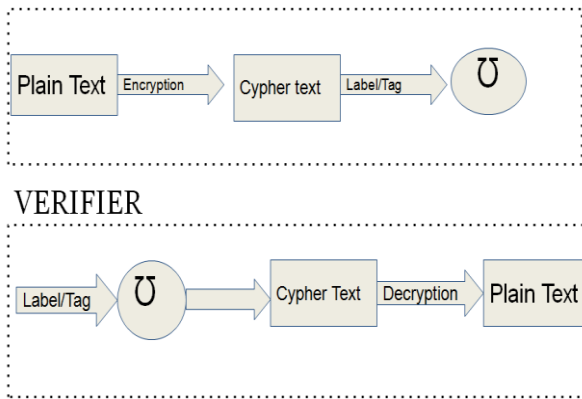 Plain Text
Encryption
Cypher text
Label/Tag
Ʊ
VERIFIER
Label/Tag
Ʊ
Cypher Text
Decryption
Plain Text